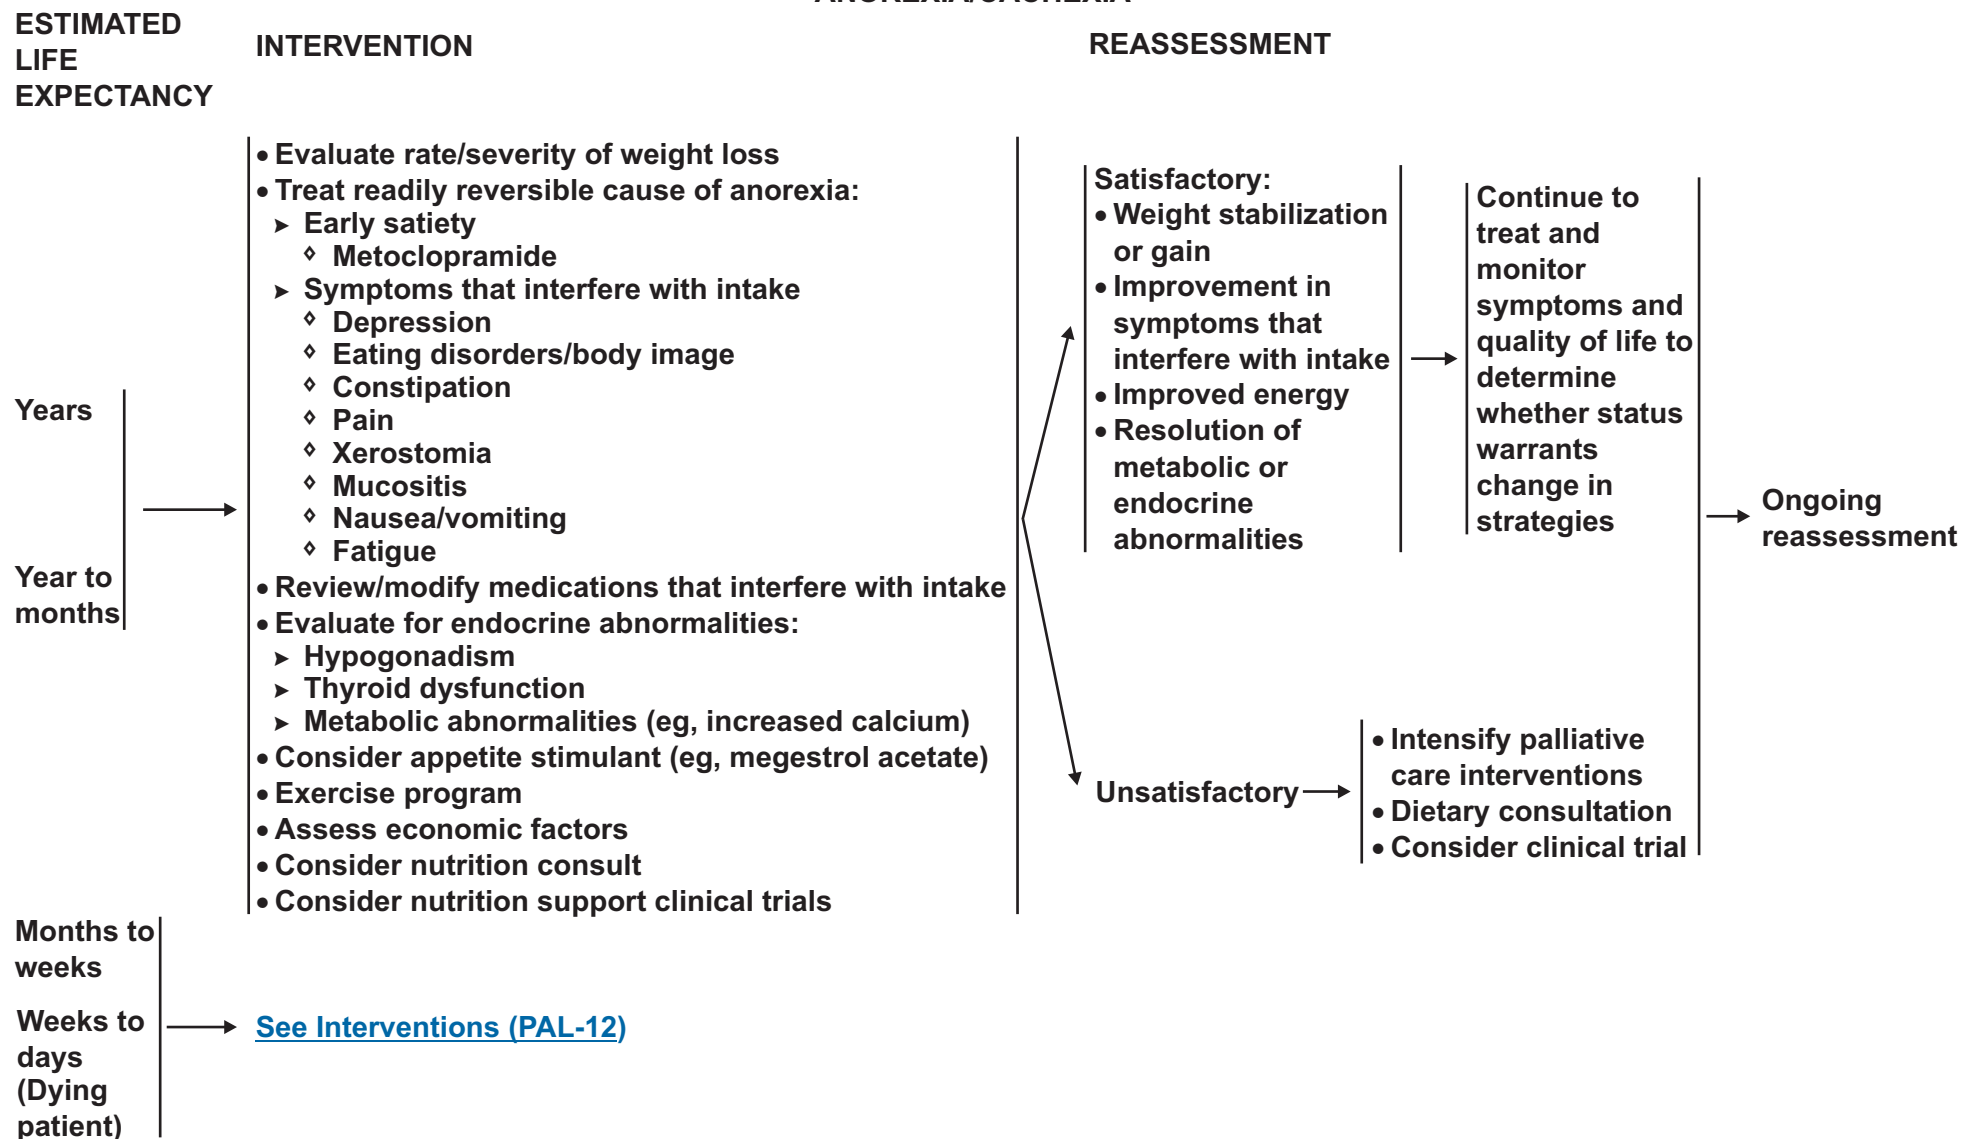 ESTIMATED
LIFE
EXPECTANCY
INTERVENTION
REASSESSMENT
Years
Year to
months
• Evaluate rate/severity of weight loss
• Treat readily reversible cause of anorexia:
➤ Early satiety
◊ Metoclopramide
➤ Symptoms that interfere with intake
◊ Depression
◊ Eating disorders/body image
◊ Constipation
◊ Pain
◊ Xerostomia
◊ Mucositis
◊ Nausea/vomiting
◊ Fatigue
• Review/modify medications that interfere with intake
• Evaluate for endocrine abnormalities:
➤ Hypogonadism
➤ Thyroid dysfunction
➤ Metabolic abnormalities (eg, increased calcium)
• Consider appetite stimulant (eg, megestrol acetate)
• Exercise program
• Assess economic factors
• Consider nutrition consult
• Consider nutrition support clinical trials
Satisfactory:
• Weight stabilization
or gain
• Improvement in
symptoms that
interfere with intake
• Improved energy
• Resolution of
metabolic or
endocrine
abnormalities
Continue to
treat and
monitor
symptoms and
quality of life to
determine
whether status
warrants
change in
strategies
Unsatisfactory
• Intensify palliative
care interventions
• Dietary consultation
• Consider clinical trial
Ongoing
reassessment
Months to
weeks
Weeks to
days
(Dying
patient)
See Interventions (PAL-12)